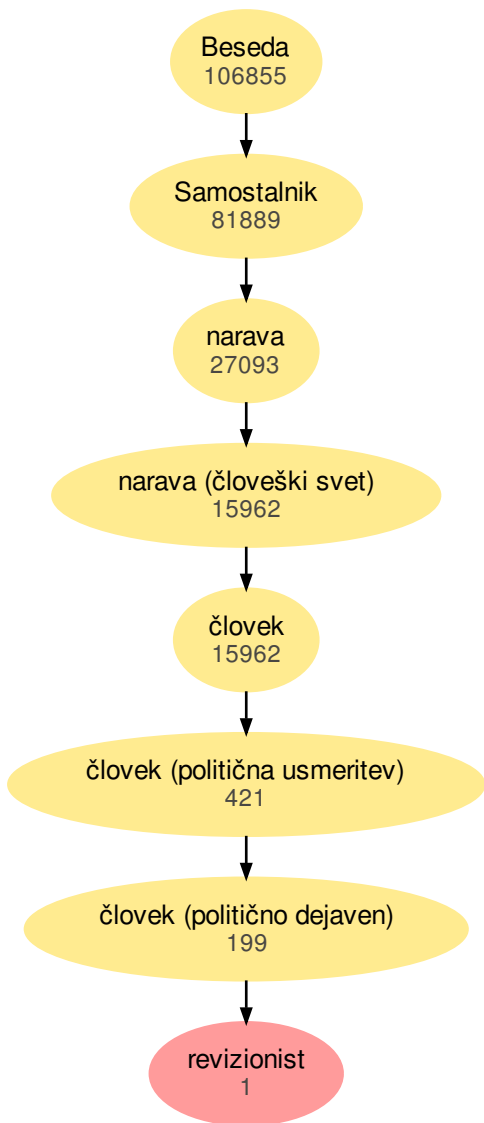 Beseda
106855
Samostalnik
81889
narava
27093
narava (človeški svet)
15962
človek
15962
človek (politična usmeritev)
421
človek (politično dejaven)
199
revizionist
1